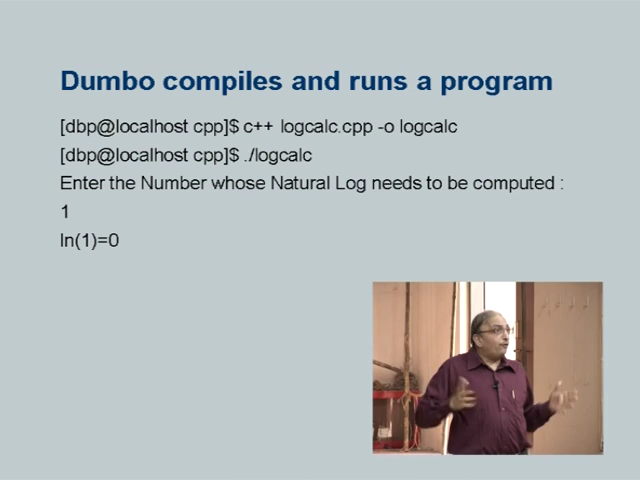 Dumbo compiles and runs a program
[dbp@localhost cpp]$ c++ logcalc.cpp -o logcalc
[dbp@localhost cpp]$ ./logcalc
Enter the Number whose Natural Log needs to be computed :
1
ln(1)=0